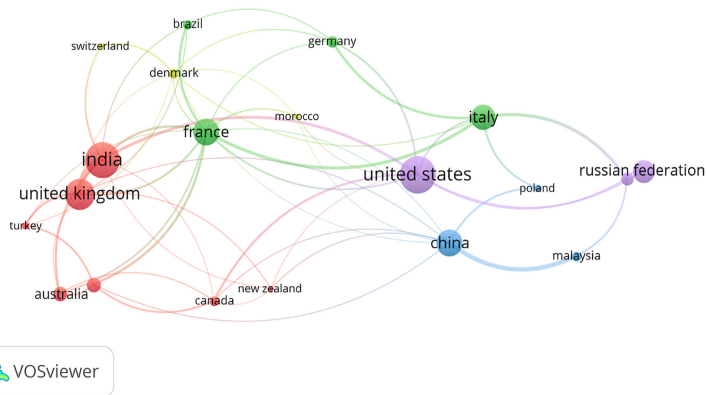 brazil
germany
switzerland
denmark
morocco
italy
france
india
united states
russian federation
united kingdom
poland
turkey
china
malaysia
new zealand
australia
canada
VOSviewer